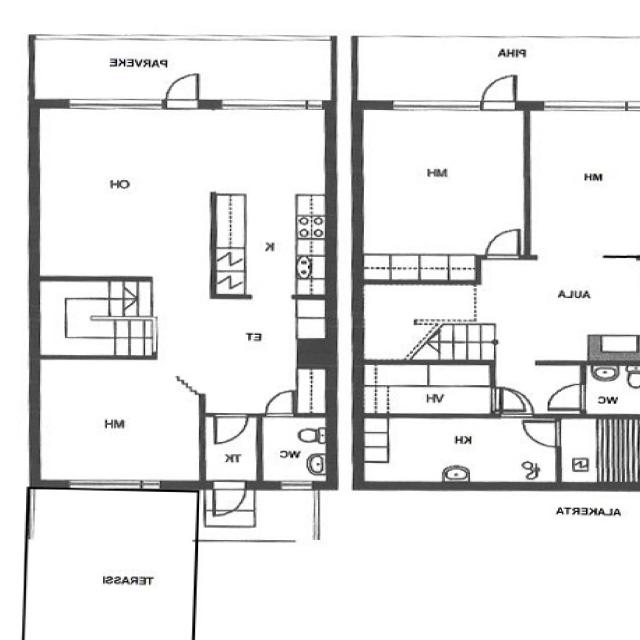 PARVEKE
OH
K
ET
MH
TK
WC
TERASSI
PIHA
MH
MH
AULA
VH
WC
KH
ALAKERTA